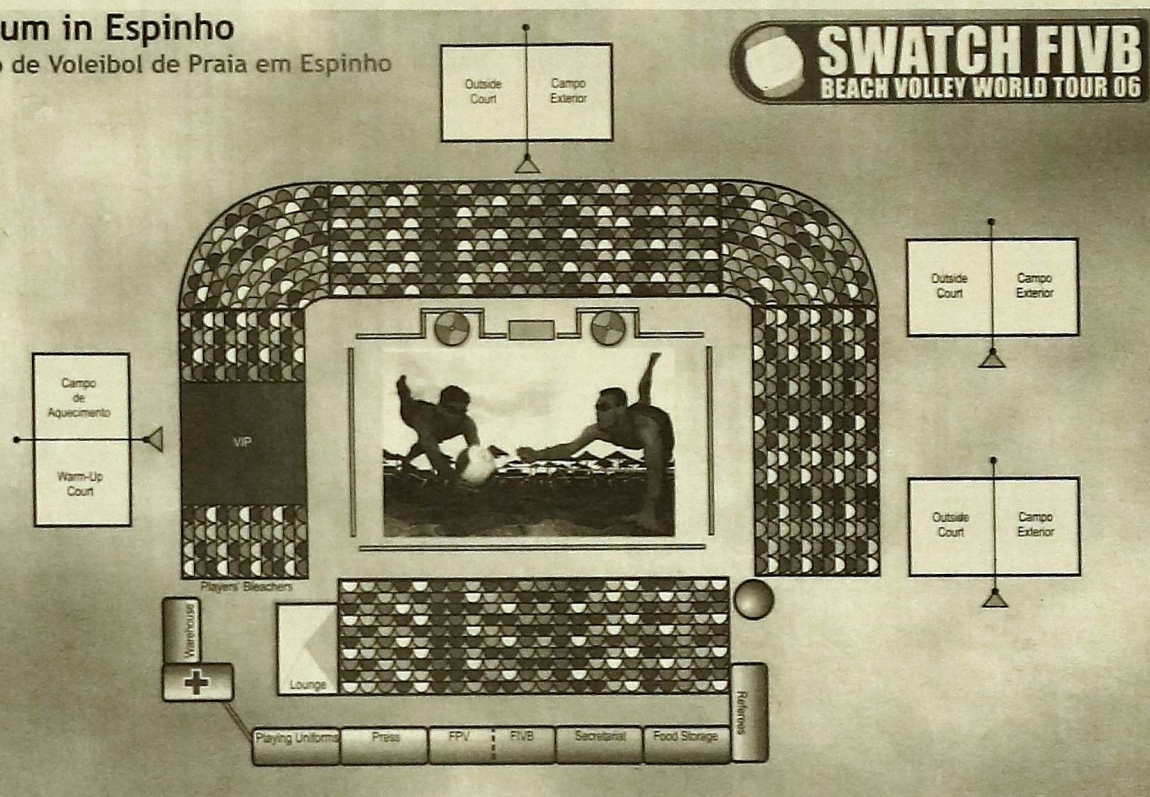 um in Espinho
o de Voleibol de Praia em Espinho
SWATCH FIVB
BEACH VOLLEY WORLD TOUR 06
Outside
Court
Campo
Exterior
Outside
Court
Campo
Exterior
Campo
de
Aquecimento
Warm-Up
Court
VIP
Outside
Court
Campo
Exterior
Players' Bleachers
Warehouse
Lounge
Referees
Playing Uniforms
Press
FPV
FIVB
Secretariat
Food Storage